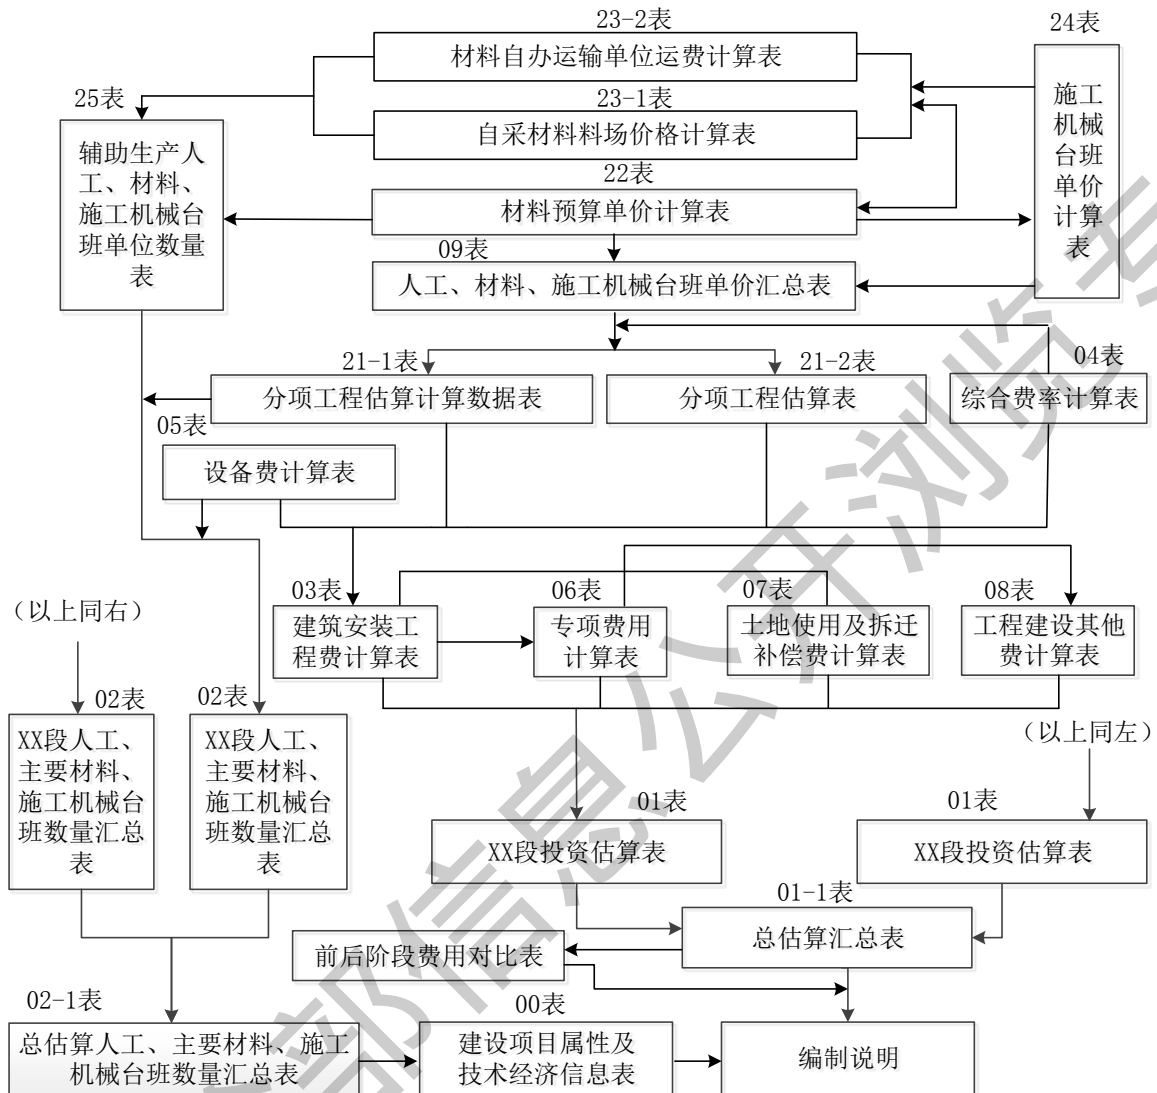 23-2表
材料自办运输单位运费计算表
24表
施工
机械
台班
单价
计算
表
25表
辅助生产人
工、材料、
施工机械台
班单位数量
表
23-1表
自采材料料场价格计算表
22表
材料预算单价计算表
09表
人工、材料、施工机械台班单价汇总表
21-1表
分项工程估算计算数据表
21-2表
分项工程估算表
04表
综合费率计算表
05表
设备费计算表
03表
建筑安装工
程费计算表
06表
专项费用
计算表
07表
土地使用及拆迁
补偿费计算表
08表
工程建设其他
费计算表
（以上同右）
02表
XX段人工、
主要材料、
施工机械台
班数量汇总
表
02表
XX段人工、
主要材料、
施工机械台
班数量汇总
表
（以上同左）
01表
XX段投资估算表
01表
XX段投资估算表
01-1表
总估算汇总表
前后阶段费用对比表
02-1表
总估算人工、主要材料、施工
机械台班数量汇总表
00表
建设项目属性及
技术经济信息表
编制说明
部信息公开浏览专